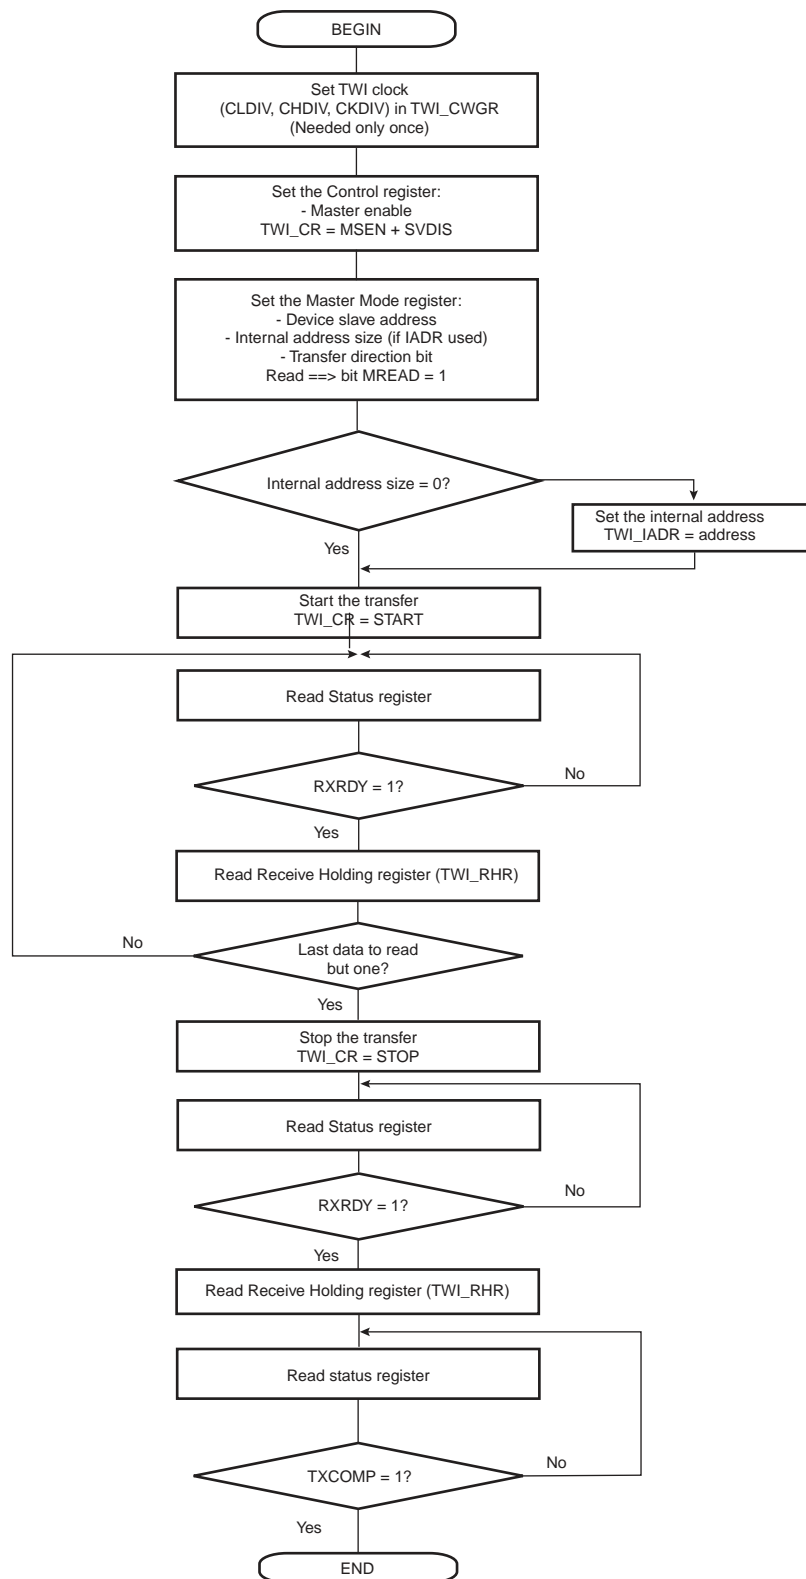 BEGIN
Set TWI clock
(CLDIV, CHDIV, CKDIV) in TWI_CWGR
(Needed only once)
Set the Control register:
- Master enable
TWI_CR = MSEN + SVDIS
Set the Master Mode register:
- Device slave address
- Internal address size (if IADR used)
- Transfer direction bit
Read ==> bit MREAD = 1
Internal address size = 0?
Set the internal address
TWI_IADR = address
Yes
Start the transfer
TWI_CR = START
Read Status register
RXRDY = 1?
No
Yes
Read Receive Holding register (TWI_RHR)
No
Last data to read
but one?
Yes
Stop the transfer
TWI_CR = STOP
Read Status register
RXRDY = 1?
No
Yes
Read Receive Holding register (TWI_RHR)
Read status register
TXCOMP = 1?
No
Yes
END